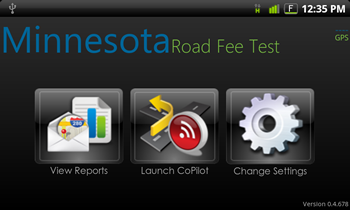 F 12:35 PM
Minnesota Road Fee Test
GPS
View Reports
Launch CoPilot
Change Settings
Version 0.4.678